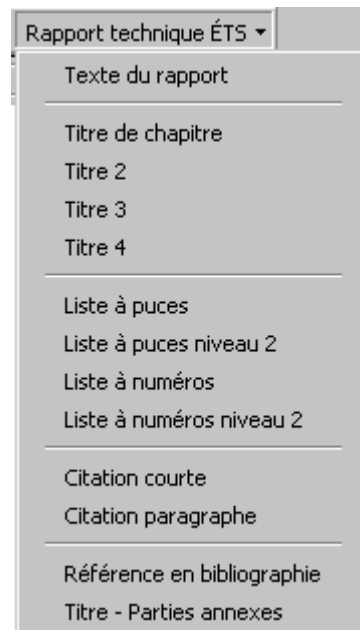 Rapport technique ÉTS
Texte du rapport
Titre de chapitre
Titre 2
Titre 3
Titre 4
Liste à puces
Liste à puces niveau 2
Liste à numéros
Liste à numéros niveau 2
Citation courte
Citation paragraphe
Référence en bibliographie
Titre - Parties annexes